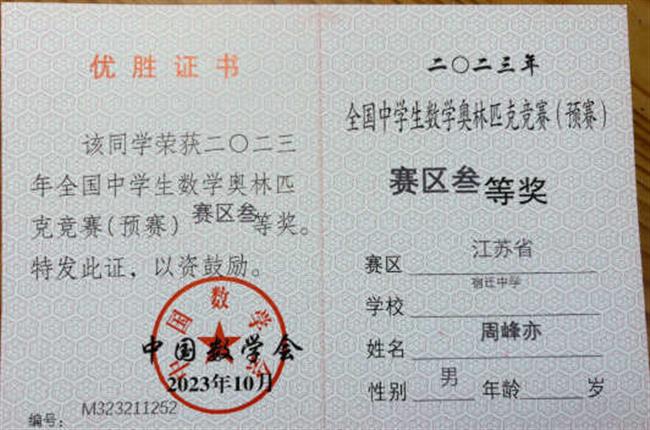 优胜证书
该同学荣获二〇二三
年全国中学生数学奥林匹
克竞赛(预赛)赛区叁等奖。
特发此证，以资鼓励。
中国数学会
中国数学会
2023年10月
编号：M323211252
二〇二三年
全国中学生数学奥林匹克竞赛(预赛)
赛区叁等奖
赛区 江苏省
学校 宿迁中学
姓名 周峰亦
性别 男 年龄 岁